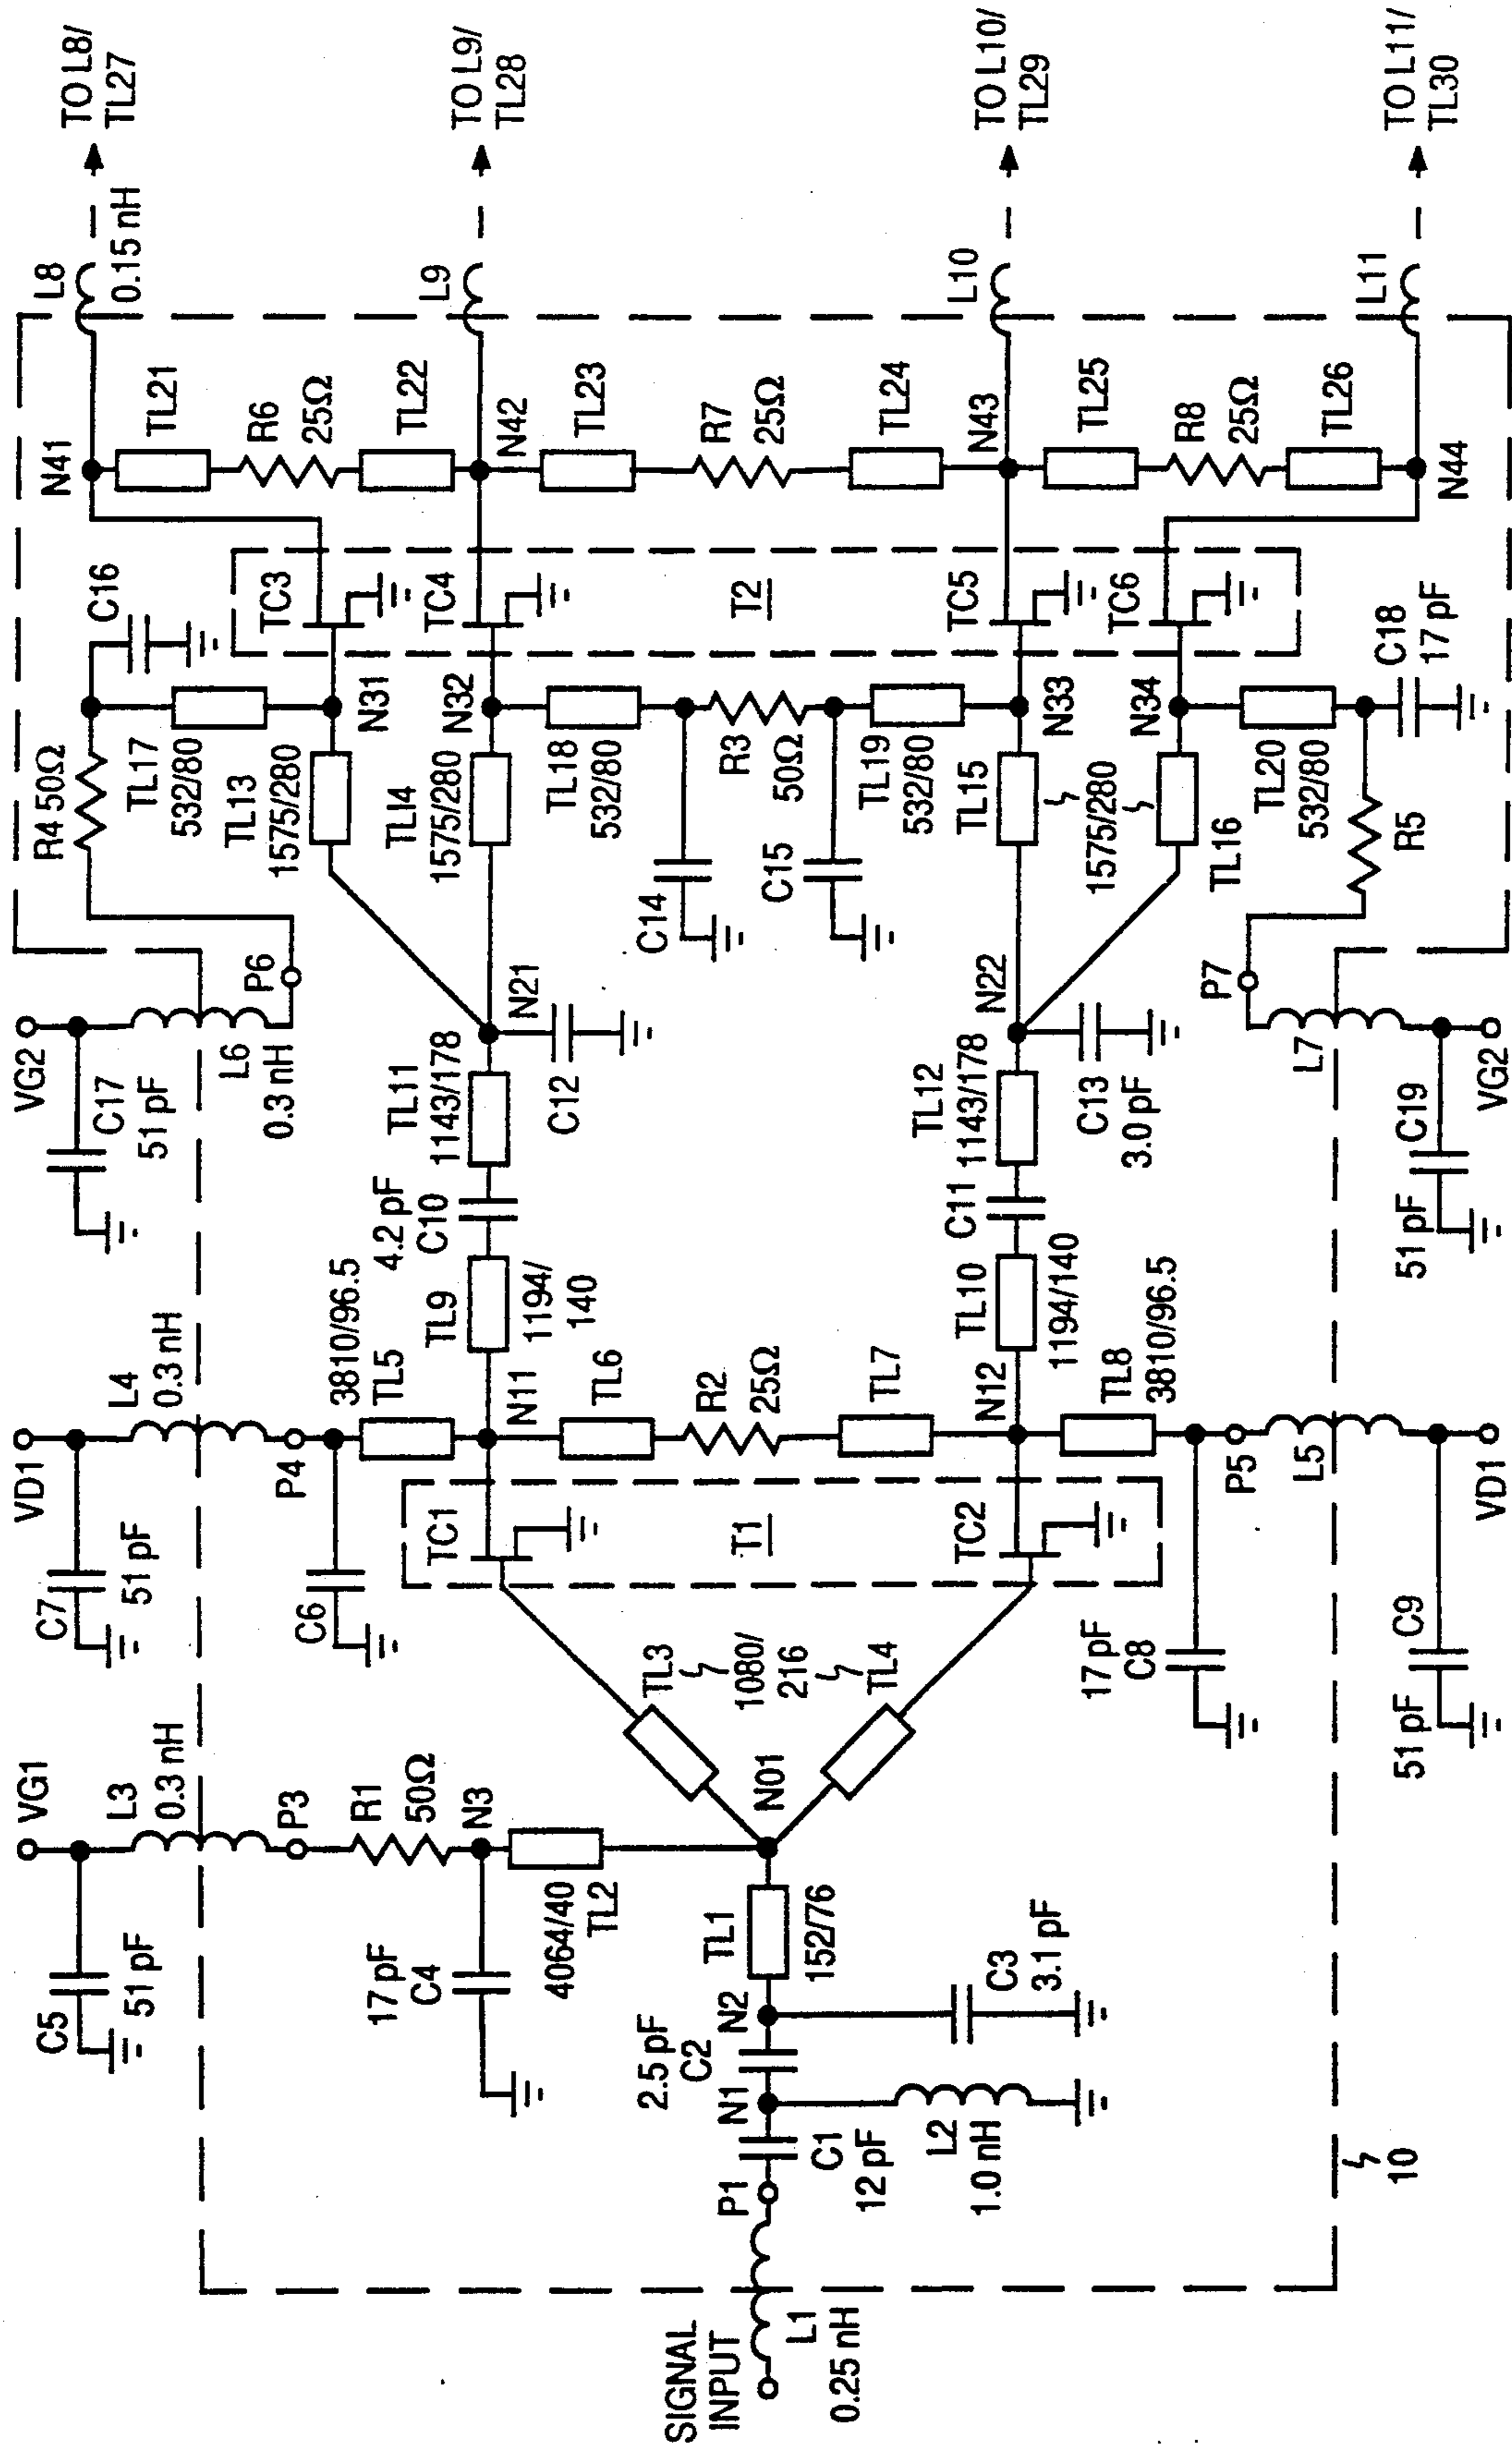 SIGNAL
INPUT
L1
0.25 nH
P1
C1
12 pF
N1
L2
1.0 nH
2.5 pF
C2
N2
C3
3.1 pF
TL1
152/76
N01
VG1
C5
51 pF
L3
0.3 nH
P3
R1
50Ω
N3
17 pF
C4
4064/40
TL2
TL3
1080/
216
TL4
VD1
C7
51 pF
L4
0.3 nH
P4
C6
3810/96.5
TL5
TC1
T1
TC2
N11
TL6
R2
25Ω
TL7
N12
TL8
3810/96.5
17 pF
C8
P5
L5
C9
51 pF
VD1
TL9
1194/
140
4.2 pF
C10
TL11
1143/178
N21
C12
TL10
1194/140
C11
TL12
1143/178
N22
C13
3.0 pF
VG2
C17
51 pF
L6
0.3 nH
P6
R4 50Ω
C16
TL17
532/80
TL13
1575/280
N31
TL14
1575/280
N32
TL18
532/80
C14
R3
50Ω
C15
TL19
532/80
N33
TL15
1575/280
TL16
N34
TL20
532/80
C18
17 pF
R5
P7
L7
C19
51 pF
VG2
TC3
TC4
T2
TC5
TC6
N41
TL21
R6
25Ω
TL22
N42
TL23
R7
25Ω
TL24
N43
TL25
R8
25Ω
TL26
N44
L8
0.15 nH
L9
L10
L11
TO L8/
TL27
TO L9/
TL28
TO L10/
TL29
TO L11/
TL30
10